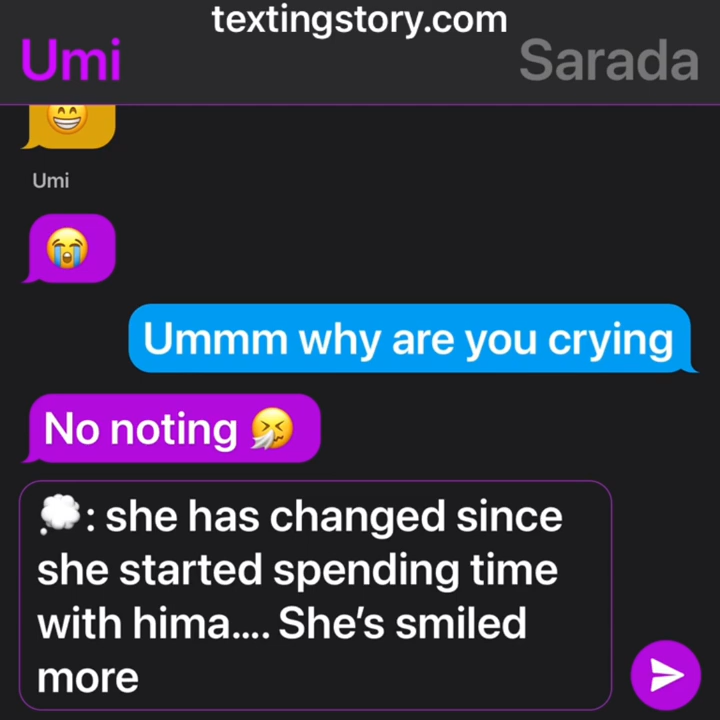 textingstory.com
Umi
Sarada
😁
Umi
😭
Ummm why are you crying
No noting 🤧
💭: she has changed since
she started spending time
with hima.... She's smiled
more